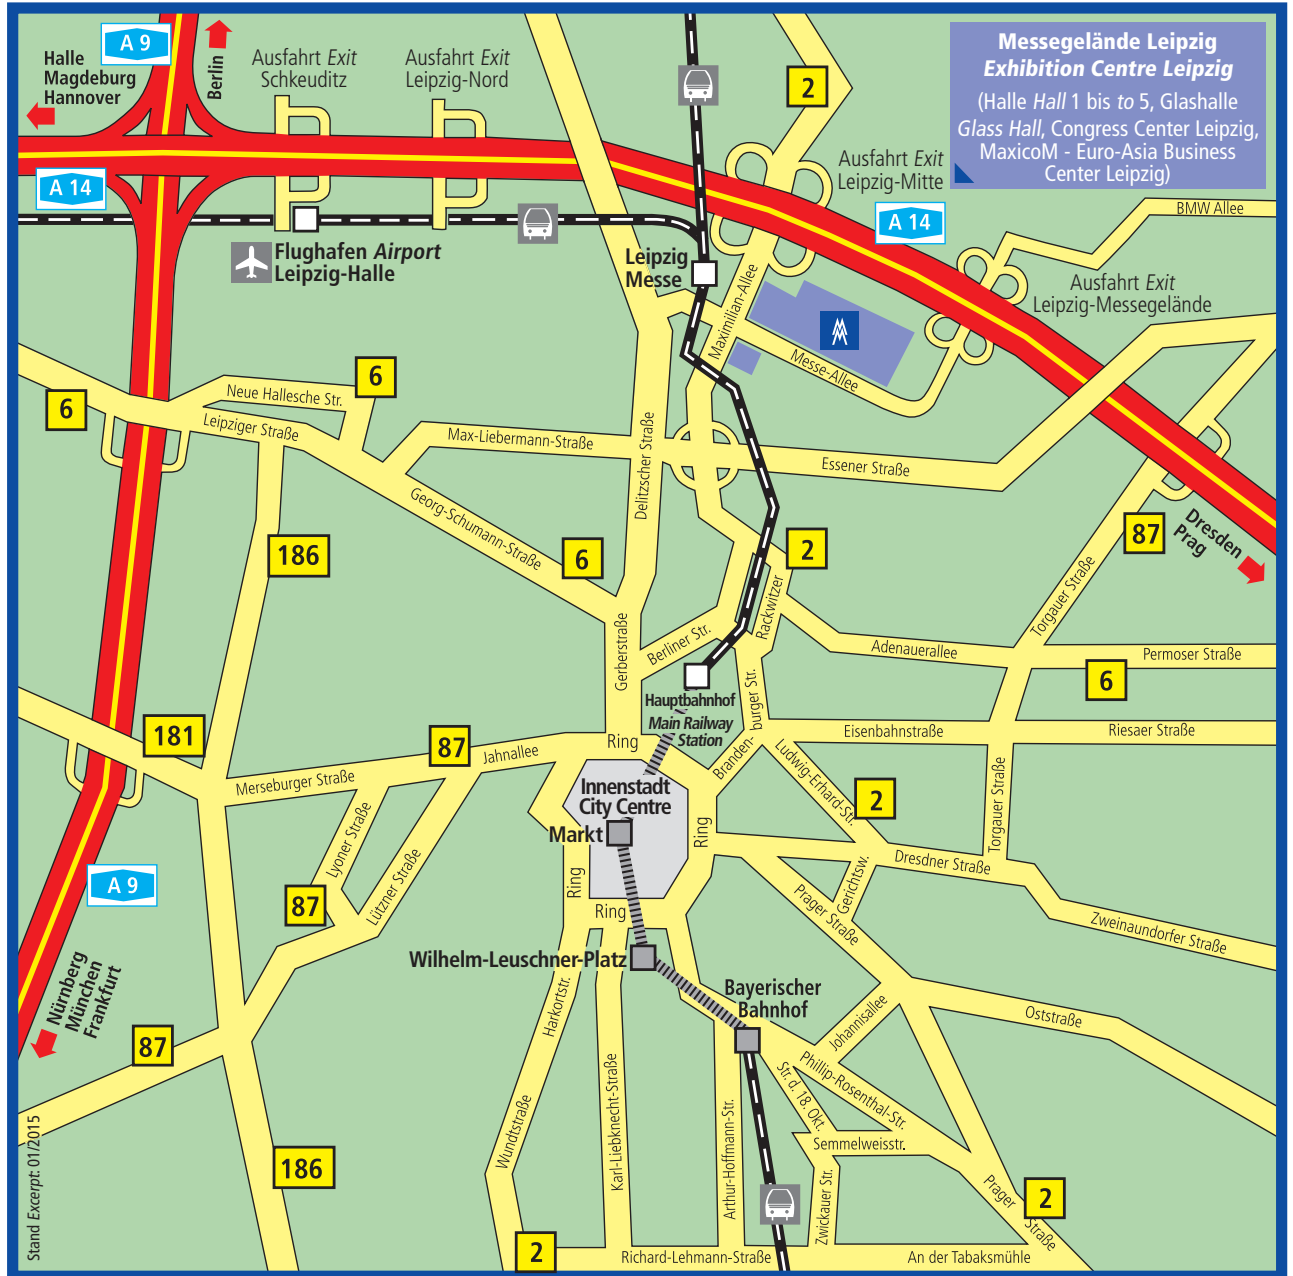 A 9
Halle
Magdeburg
Hannover
Berlin
Ausfahrt Exit
Schkeuditz
Ausfahrt Exit
Leipzig-Nord
2
Messegelände Leipzig
Exhibition Centre Leipzig
(Halle Hall 1 bis to 5, Glashalle
Glass Hall, Congress Center Leipzig,
MaxicoM - Euro-Asia Business
Center Leipzig)
A 14
Ausfahrt Exit
Leipzig-Mitte
A 14
BMW Allee
Flughafen Airport
Leipzig-Halle
Leipzig
Messe
Maximilian-Allee
Ausfahrt Exit
Leipzig-Messegelände
Messe-Allee
6
6
Neue Hallesche Str.
Leipziger Straße
Max-Liebermann-Straße
Delitzscher Straße
Essener Straße
Georg-Schumann-Straße
186
6
2
87
Dresden
Prag
Torgauer Straße
Rackwitzer
Gerberstraße
Berliner Str.
Adenauerallee
Permoser Straße
6
Hauptbahnhof
Main Railway
Station
Branden-
burger Str.
181
87
Jahnallee
Ring
Eisenbahnstraße
Riesaer Straße
Merseburger Straße
Innenstadt
City Centre
Markt
Ludwig-Erhard-Str.
2
Torgauer Straße
Ring
Lyoner Straße
Lützner Straße
Ring
Dresdner Straße
Gerichtsw.
A 9
87
Ring
Prager Straße
Zweinaundorfer Straße
Nürnberg
München
Frankfurt
Wilhelm-Leuschner-Platz
Bayerischer
Bahnhof
Harkortstr.
Johannisallee
Oststraße
87
Phillip-Rosenthal-Str.
Str. d. 18. Okt.
Karl-Liebknecht-Straße
Arthur-Hoffmann-Str.
Wundtstraße
Semmelweisstr.
186
Zwickauer Str.
Prager
Straße
2
2
Richard-Lehmann-Straße
An der Tabaksmühle
Stand Excerpt: 01/2015